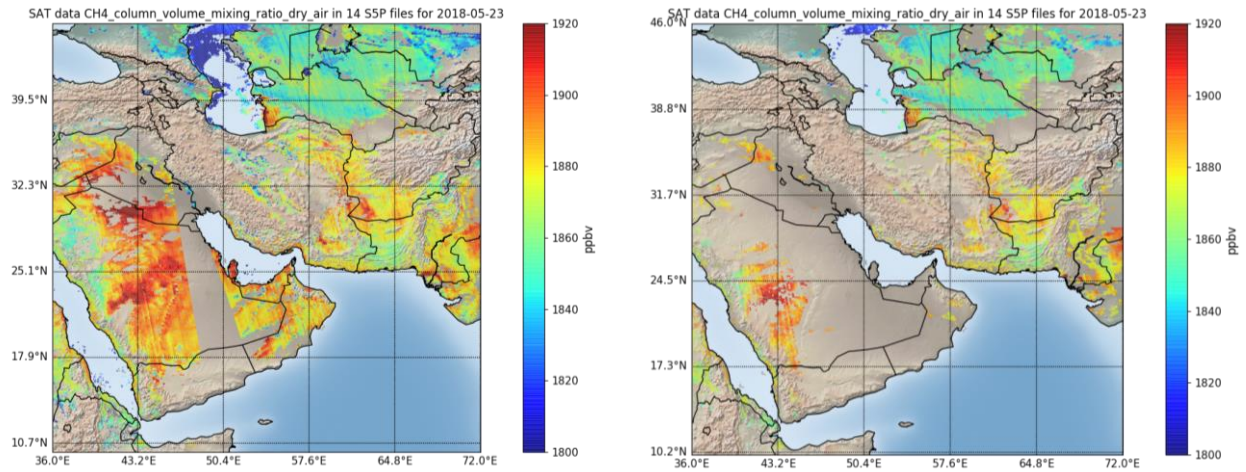 SAT data CH4_column_volume_mixing_ratio_dry_air in 14 S5P files for 2018-05-23
39.5°N
32.3°N
25.1°N
17.9°N
10.7°N
36.0°E 43.2°E 50.4°E 57.6°E 64.8°E 72.0°E
1920
1900
1880
1860
1840
1820
1800
ppbv
SAT data CH4_column_volume_mixing_ratio_dry_air in 14 S5P files for 2018-05-23
46.0°N
38.8°N
31.7°N
24.5°N
17.3°N
10.2°N
36.0°E 43.2°E 50.4°E 57.6°E 64.8°E 72.0°E
1920
1900
1880
1860
1840
1820
1800
ppbv